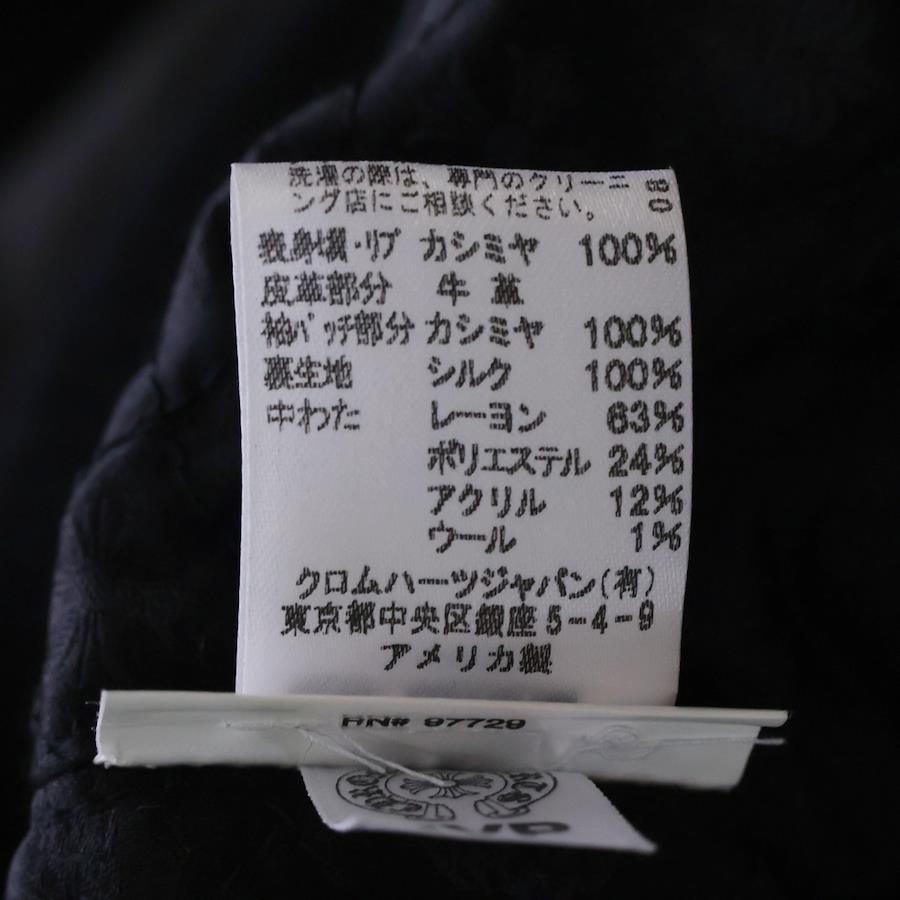 洗濯の際は、専門のクリーニ
ング店にご相談ください。
80
表身頃・リブ カシミヤ 100%
皮革部分 牛革
袖パッチ部分 カシミヤ 100%
裏生地 シルク 100%
中わた レーヨン 63%
ポリエステル 24%
アクリル 12%
ウール 1%
クロムハーツジャパン(有)
東京都中央区銀座5-4-9
アメリカ製
RN# 97729